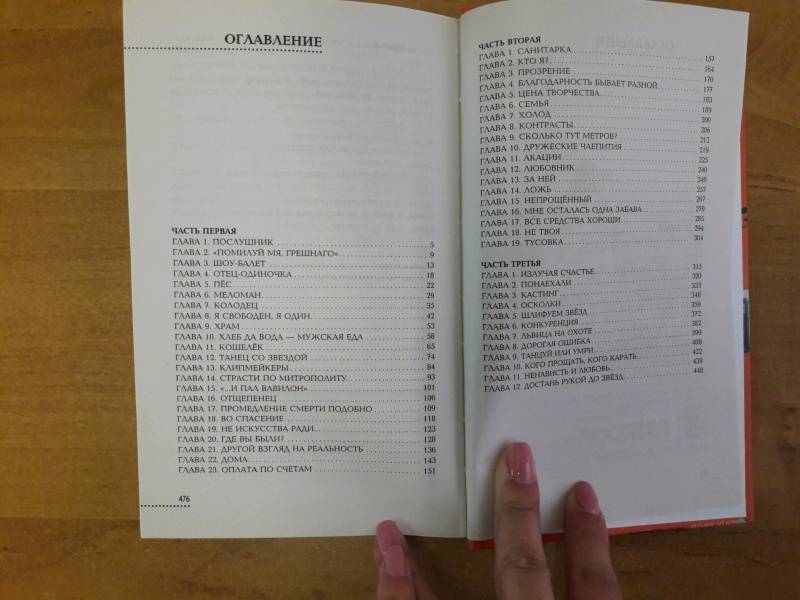 ОГЛАВЛЕНИЕ
ЧАСТЬ ПЕРВАЯ
ГЛАВА 1. ПОСЛУШНИК 5
ГЛАВА 2. «ПОМИЛУЙ МЯ, ГРЕШНАГО» 9
ГЛАВА 3. ШОУ-БАЛЕТ 13
ГЛАВА 4. ОТЕЦ-ОДИНОЧКА 18
ГЛАВА 5. ПЁС 22
ГЛАВА 6. МЕЛОМАН 29
ГЛАВА 7. КОЛОДЕЦ 35
ГЛАВА 8. Я СВОБОДЕН, Я ОДИН 42
ГЛАВА 9. ХРАМ 53
ГЛАВА 10. ХЛЕБ ДА ВОДА — МУЖСКАЯ ЕДА 58
ГЛАВА 11. КОШЕЛЁК 65
ГЛАВА 12. ТАНЕЦ СО ЗВЕЗДОЙ 74
ГЛАВА 13. КЛИПМЕЙКЕРЫ 84
ГЛАВА 14. СТРАСТИ ПО МИТРОПОЛИТУ 93
ГЛАВА 15. «...И ПАЛ ВАВИЛОН» 101
ГЛАВА 16. ОТЩЕПЕНЕЦ 106
ГЛАВА 17. ПРОМЕДЛЕНИЕ СМЕРТИ ПОДОБНО 109
ГЛАВА 18. ВО СПАСЕНИЕ 118
ГЛАВА 19. НЕ ИСКУССТВА РАДИ... 123
ГЛАВА 20. ГДЕ ВЫ БЫЛИ? 128
ГЛАВА 21. ДРУГОЙ ВЗГЛЯД НА РЕАЛЬНОСТЬ 136
ГЛАВА 22. ДОМА 143
ГЛАВА 23. ОПЛАТА ПО СЧЕТАМ 151
476
ЧАСТЬ ВТОРАЯ
ГЛАВА 1. САНИТАРКА 157
ГЛАВА 2. КТО Я? 164
ГЛАВА 3. ПРОЗРЕНИЕ 170
ГЛАВА 4. БЛАГОДАРНОСТЬ БЫВАЕТ РАЗНОЙ 177
ГЛАВА 5. ЦЕНА ТВОРЧЕСТВА 183
ГЛАВА 6. СЕМЬЯ 189
ГЛАВА 7. ХОЛОД 200
ГЛАВА 8. КОНТРАСТЫ 206
ГЛАВА 9. СКОЛЬКО ТУТ МЕТРОВ? 212
ГЛАВА 10. ДРУЖЕСКИЕ ЧАЕПИТИЯ 219
ГЛАВА 11. АКАЦИИ 225
ГЛАВА 12. ЛЮБОВНИК 240
ГЛАВА 13. ЗА НЕЙ 249
ГЛАВА 14. ЛОЖЬ 257
ГЛАВА 15. НЕПРОЩЁННЫЙ 267
ГЛАВА 16. МНЕ ОСТАЛАСЬ ОДНА ЗАБАВА 279
ГЛАВА 17. ВСЕ СРЕДСТВА ХОРОШИ 285
ГЛАВА 18. НЕ ТВОЯ 294
ГЛАВА 19. ТУСОВКА 304
ЧАСТЬ ТРЕТЬЯ
ГЛАВА 1. ИЗЛУЧАЯ СЧАСТЬЕ 315
ГЛАВА 2. ПОНАЕХАЛИ 320
ГЛАВА 3. КАСТИНГ 333
ГЛАВА 4. ОСКОЛКИ 348
ГЛАВА 5. ШЛИФУЕМ ЗВЁЗД 358
ГЛАВА 6. КОНКУРЕНЦИЯ 372
ГЛАВА 7. ЛЬВИЦА НА ОХОТЕ 382
ГЛАВА 8. ДОРОГАЯ ОШИБКА 399
ГЛАВА 9. ТАНЦУЙ ИЛИ УМРИ 408
ГЛАВА 10. КОГО ПРОЩАТЬ, КОГО КАРАТЬ... 422
ГЛАВА 11. НЕНАВИСТЬ И ЛЮБОВЬ 438
ГЛАВА 12. ДОСТАНЬ РУКОЙ ДО ЗВЁЗД 448